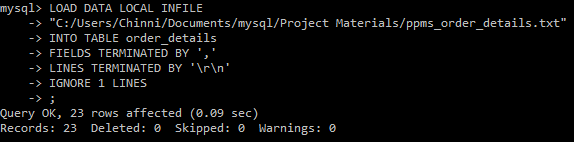 mysql> LOAD DATA LOCAL INFILE
    -> "C:/Users/Chinni/Documents/mysql/Project Materials/ppms_order_details.txt"
    -> INTO TABLE order_details
    -> FIELDS TERMINATED BY ','
    -> LINES TERMINATED BY '\r\n'
    -> IGNORE 1 LINES
    -> ;
Query OK, 23 rows affected (0.09 sec)
Records: 23  Deleted: 0  Skipped: 0  Warnings: 0